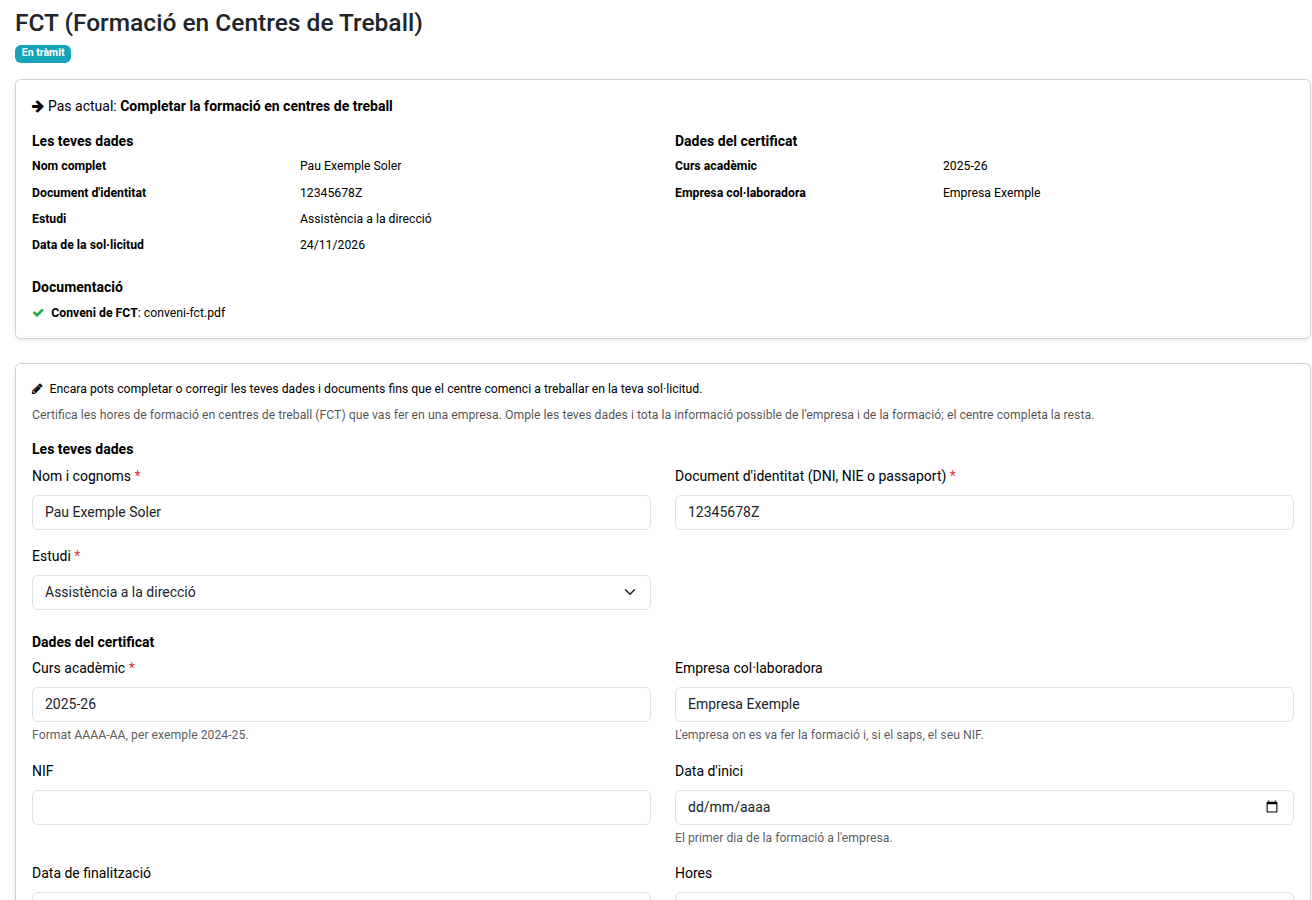 FCT (Formació en Centres de Treball)
En tràmit
Pas actual: Completar la formació en centres de treball
Les teves dades
Nom complet Pau Exemple Soler
Document d'identitat 12345678Z
Estudi Assistència a la direcció
Data de la sol·licitud 24/11/2026
Dades del certificat
Curs acadèmic 2025-26
Empresa col·laboradora Empresa Exemple
Documentació
Conveni de FCT: conveni-fct.pdf
Encara pots completar o corregir les teves dades i documents fins que el centre comenci a treballar en la teva sol·licitud.
Certifica les hores de formació en centres de treball (FCT) que vas fer en una empresa. Omple les teves dades i tota la informació possible de l'empresa i de la formació; el centre completa la resta.
Les teves dades
Nom i cognoms *
Pau Exemple Soler
Document d'identitat (DNI, NIE o passaport) *
12345678Z
Estudi *
Assistència a la direcció
Dades del certificat
Curs acadèmic *
2025-26
Format AAAA-AA, per exemple 2024-25.
Empresa col·laboradora
Empresa Exemple
L'empresa on es va fer la formació i, si el saps, el seu NIF.
NIF
Data d'inici
dd/mm/aaaa
El primer dia de la formació a l'empresa.
Data de finalització
Hores